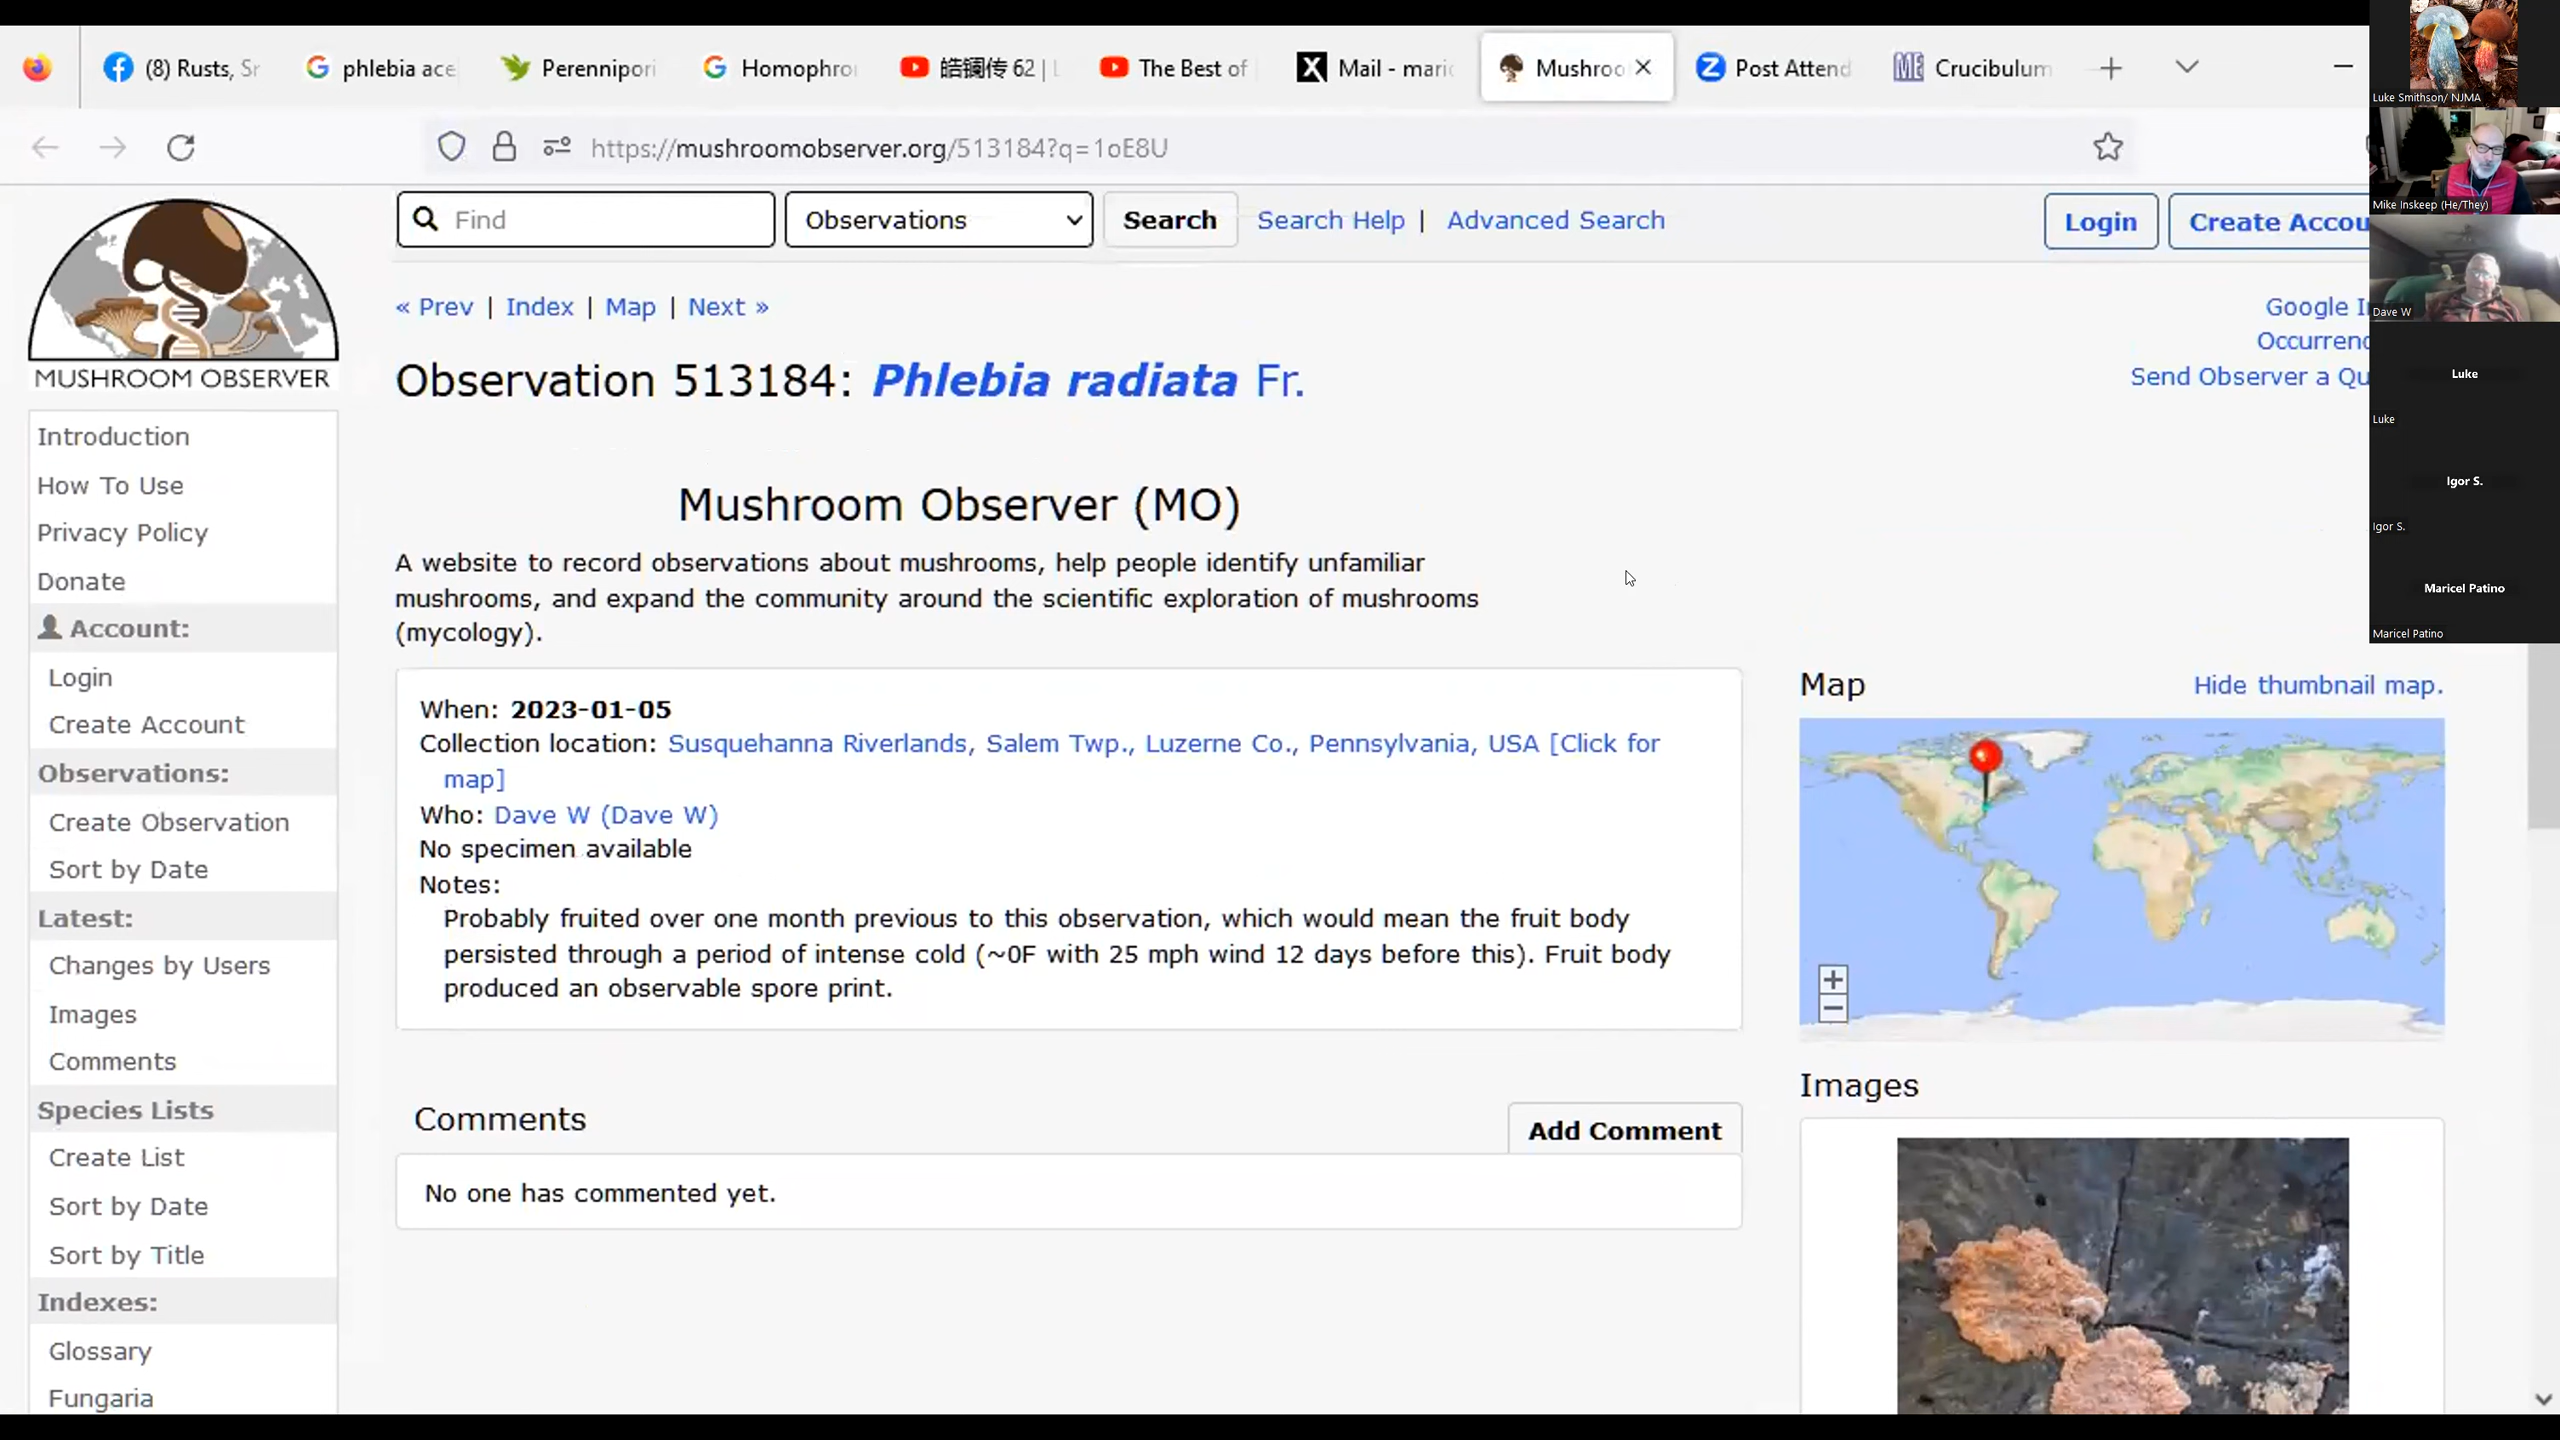 (8) Rusts, Sr
phlebia ace
Perennipori
Homophro
皓镧传 62 | L
The Best of
Mail - maric
Mushroo
Post Attend
Crucibulum
https://mushroomobserver.org/513184?q=1oE8U
MUSHROOM OBSERVER
Find
Observations
Search
Search Help | Advanced Search
Login
Create Accou
« Prev | Index | Map | Next »
Google I
Occurrenc
Send Observer a Qu
Observation 513184: Phlebia radiata Fr.
Mushroom Observer (MO)
A website to record observations about mushrooms, help people identify unfamiliar
mushrooms, and expand the community around the scientific exploration of mushrooms
(mycology).
Introduction
How To Use
Privacy Policy
Donate
Account:
Login
Create Account
Observations:
Create Observation
Sort by Date
Latest:
Changes by Users
Images
Comments
Species Lists
Create List
Sort by Date
Sort by Title
Indexes:
Glossary
Fungaria
When: 2023-01-05
Collection location: Susquehanna Riverlands, Salem Twp., Luzerne Co., Pennsylvania, USA [Click for
map]
Who: Dave W (Dave W)
No specimen available
Notes:
Probably fruited over one month previous to this observation, which would mean the fruit body
persisted through a period of intense cold (~0F with 25 mph wind 12 days before this). Fruit body
produced an observable spore print.
Comments
Add Comment
No one has commented yet.
Map
Hide thumbnail map.
Images
Luke Smithson/ NJMA
Mike Inskeep (He/They)
Dave W
Luke
Luke
Igor S.
Igor S.
Maricel Patino
Maricel Patino